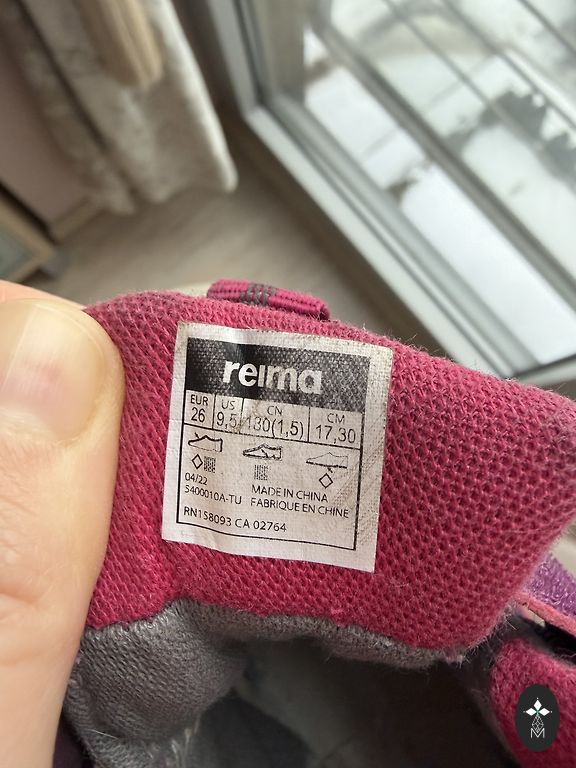 reima
EUR US CN CM
26 9,5 130(1,5) 17,30
04/22
5400010A-TU MADE IN CHINA
FABRIQUE EN CHINE
RN158093 CA 02764
M